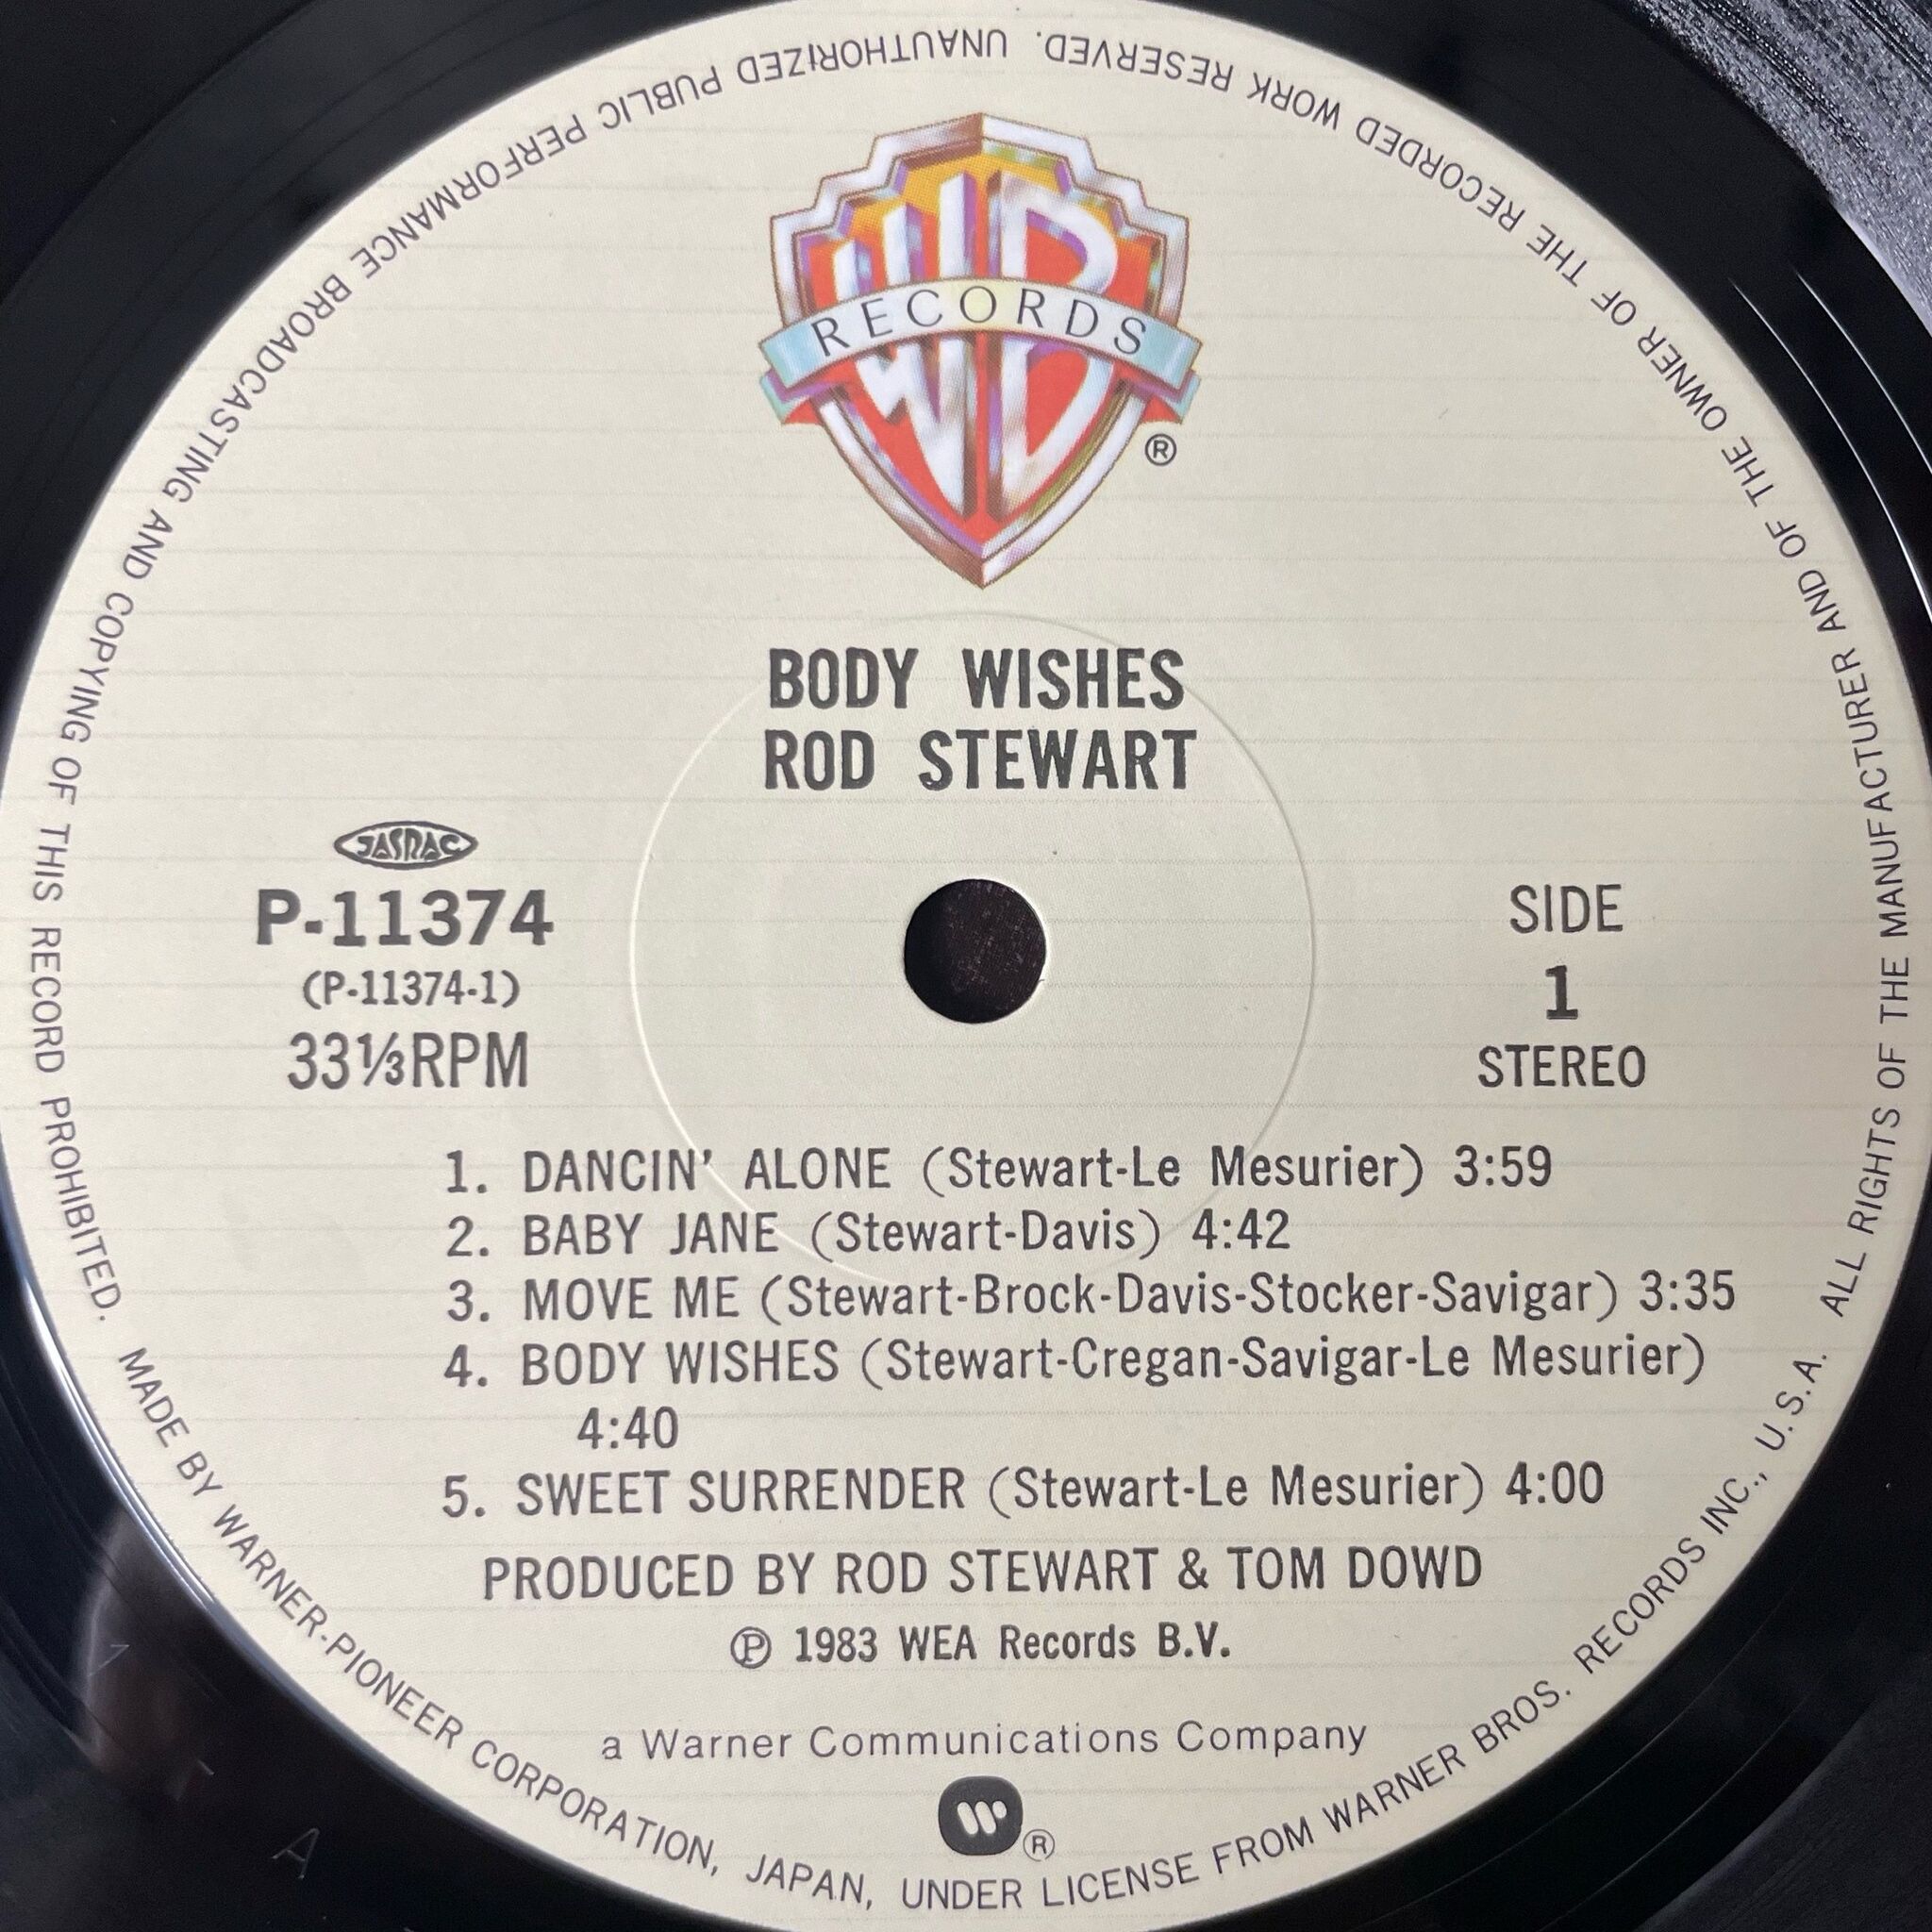 WB
RECORDS
®
BODY WISHES
ROD STEWART
JASRAC
P-11374
(P-11374-1)
33⅓RPM
SIDE
1
STEREO
1. DANCIN' ALONE (Stewart-Le Mesurier) 3:59
2. BABY JANE (Stewart-Davis) 4:42
3. MOVE ME (Stewart-Brock-Davis-Stocker-Savigar) 3:35
4. BODY WISHES (Stewart-Cregan-Savigar-Le Mesurier)
4:40
5. SWEET SURRENDER (Stewart-Le Mesurier) 4:00
PRODUCED BY ROD STEWART & TOM DOWD
℗ 1983 WEA Records B.V.
a Warner Communications Company
®
MADE BY WARNER-PIONEER CORPORATION, JAPAN, UNDER LICENSE FROM WARNER BROS. RECORDS INC., U.S.A. ALL RIGHTS OF THE MANUFACTURER AND OF THE OWNER OF THE RECORDED WORK RESERVED. UNAUTHORIZED PUBLIC PERFORMANCE BROADCASTING AND COPYING OF THIS RECORD PROHIBITED.
A